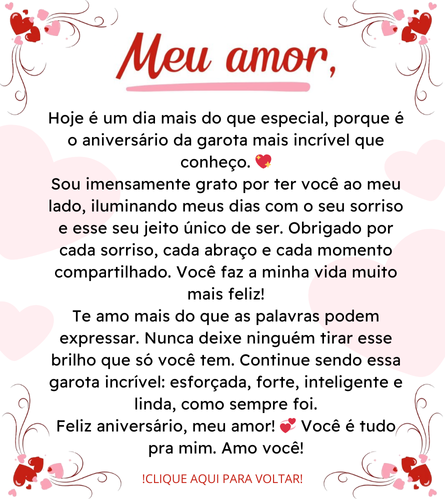 Meu amor,
Hoje é um dia mais do que especial, porque é
o aniversário da garota mais incrível que
conheço. 💖
Sou imensamente grato por ter você ao meu
lado, iluminando meus dias com o seu sorriso
e esse seu jeito único de ser. Obrigado por
cada sorriso, cada abraço e cada momento
compartilhado. Você faz a minha vida muito
mais feliz!
Te amo mais do que as palavras podem
expressar. Nunca deixe ninguém tirar esse
brilho que só você tem. Continue sendo essa
garota incrível: esforçada, forte, inteligente e
linda, como sempre foi.
Feliz aniversário, meu amor! 💞 Você é tudo
pra mim. Amo você!
!CLIQUE AQUI PARA VOLTAR!